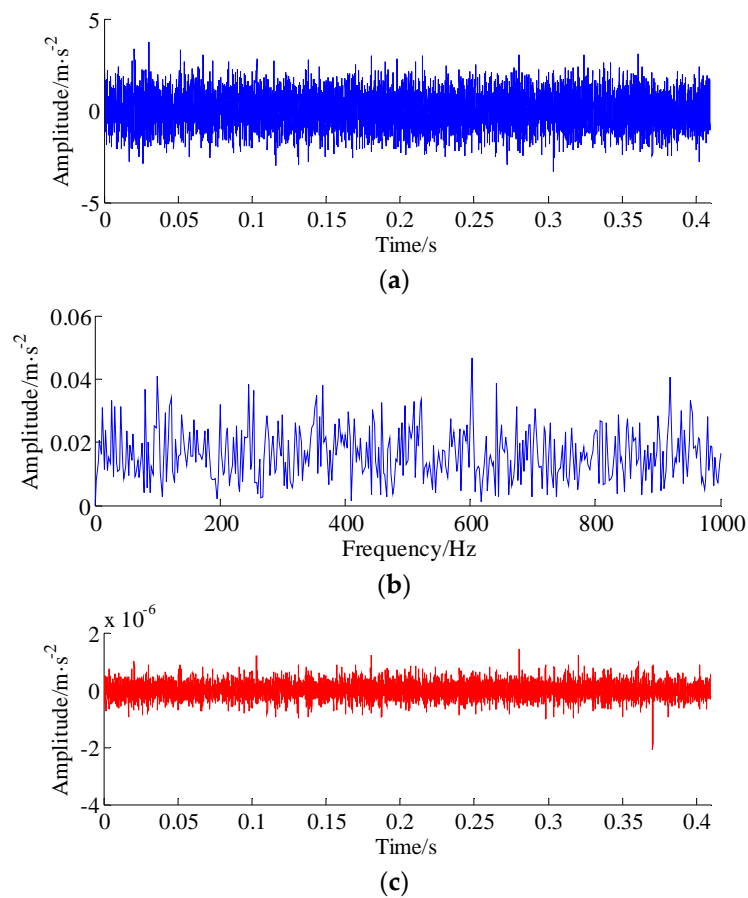 5
0
-5
Amplitude/m·s⁻²
0 0.05 0.1 0.15 0.2 0.25 0.3 0.35 0.4
Time/s
(a)
0.06
0.04
0.02
0
Amplitude/m·s⁻²
0 200 400 600 800 1000
Frequency/Hz
(b)
x 10⁻⁶
2
0
-2
-4
Amplitude/m·s⁻²
0 0.05 0.1 0.15 0.2 0.25 0.3 0.35 0.4
Time/s
(c)